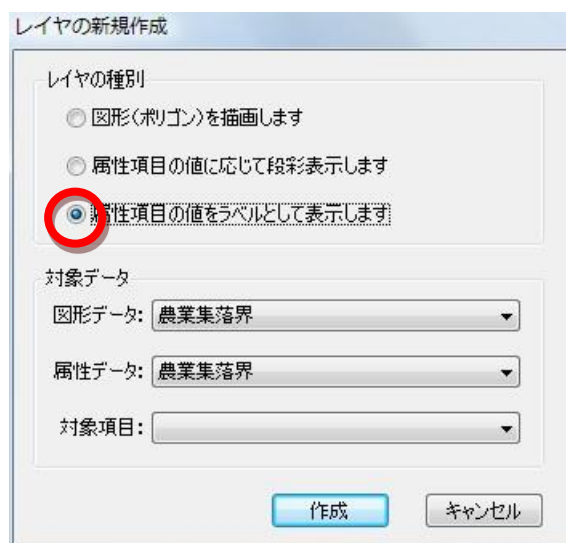 レイヤの新規作成
レイヤの種別
図形(ポリゴン)を描画します
属性項目の値に応じて段彩表示します
属性項目の値をラベルとして表示します
対象データ
図形データ: 農業集落界
属性データ: 農業集落界
対象項目:
作成 キャンセル